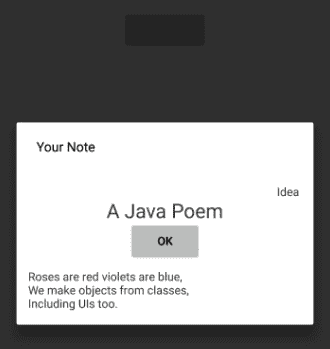 Your Note
Idea
A Java Poem
OK
Roses are red violets are blue,
We make objects from classes,
Including UIs too.